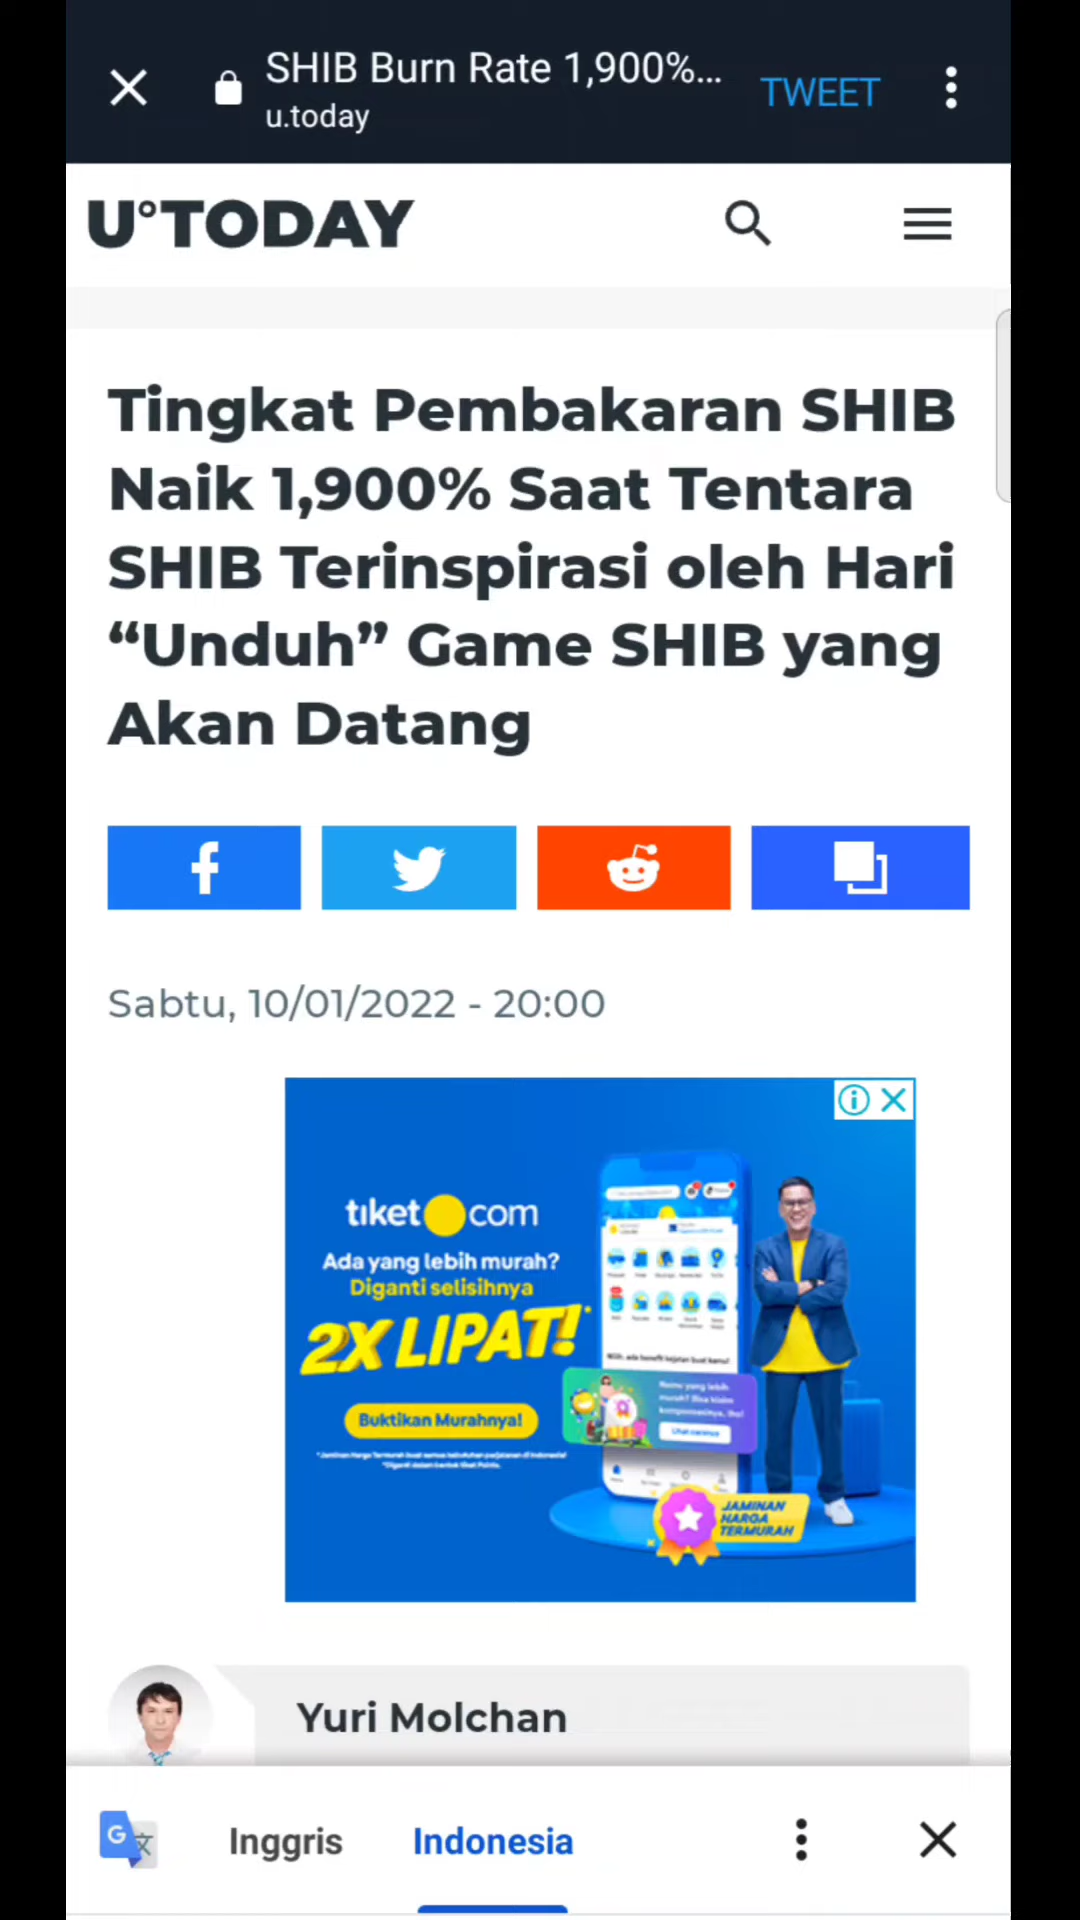 SHIB Burn Rate 1,900%...
u.today
TWEET
U°TODAY
Tingkat Pembakaran SHIB
Naik 1,900% Saat Tentara
SHIB Terinspirasi oleh Hari
“Unduh” Game SHIB yang
Akan Datang
Sabtu, 10/01/2022 - 20:00
tiket.com
Ada yang lebih murah?
Diganti selisihnya
2X LIPAT!*
Buktikan Murahnya!
JAMINAN
HARGA
TERMURAH
Yuri Molchan
Inggris
Indonesia